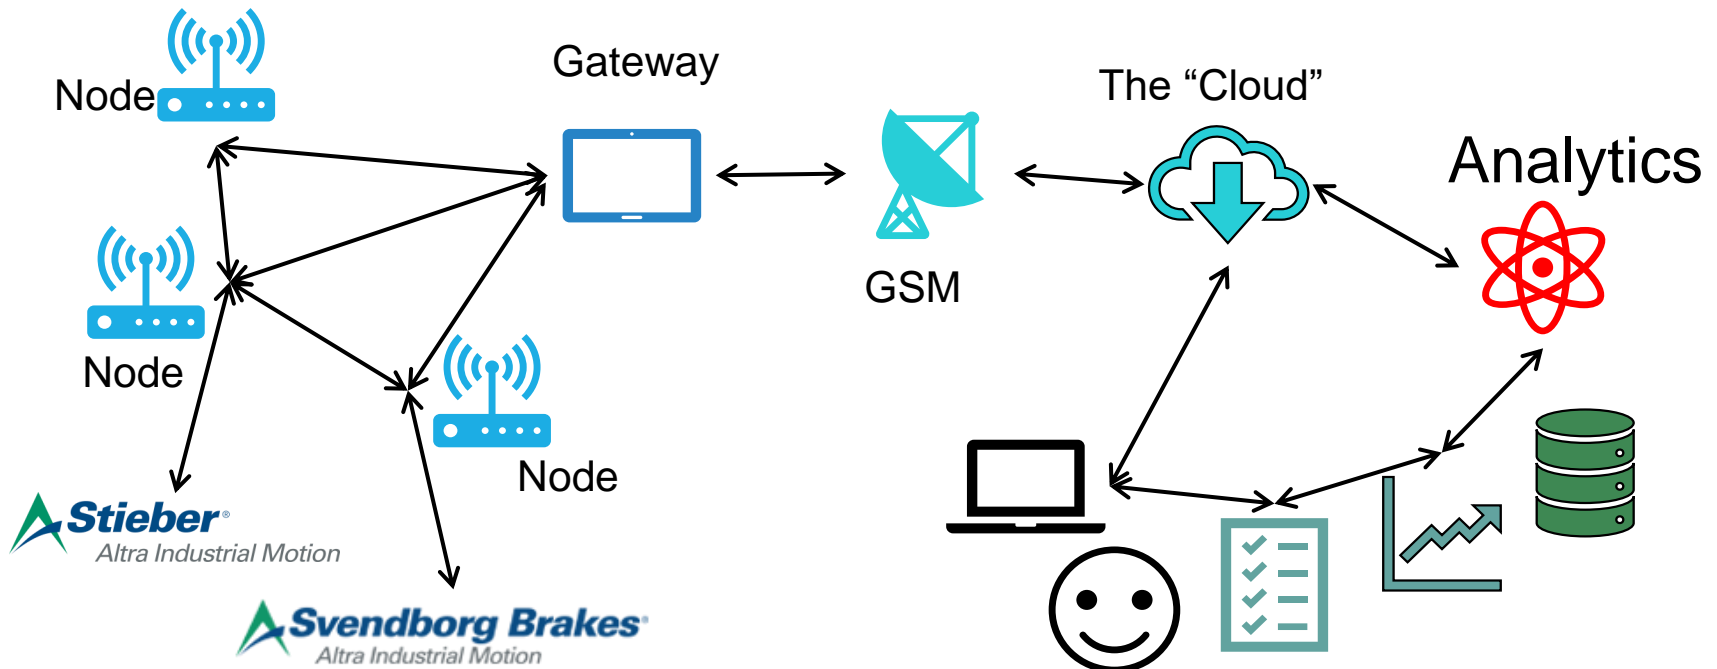 Node
Gateway
The “Cloud”
Analytics
GSM
Node
Node
Stieber®
Altra Industrial Motion
Svendborg Brakes®
Altra Industrial Motion